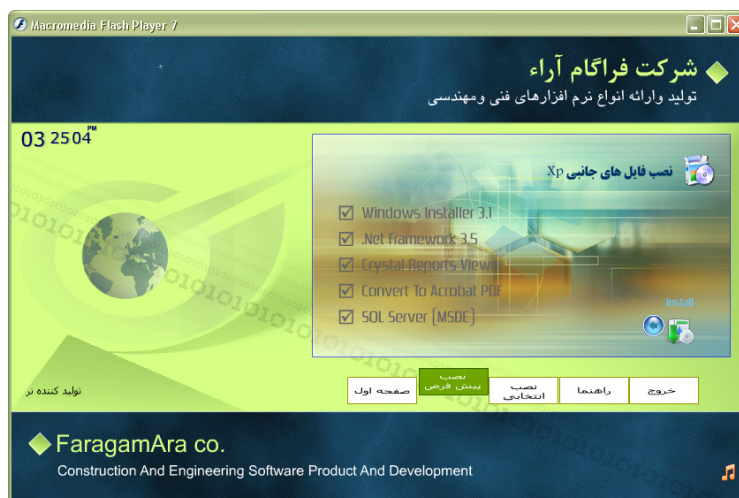 Macromedia Flash Player 7
شرکت فراگام آراء
تولید وارائه انواع نرم افزارهای فنی ومهندسی
03 25 04 PM
نصب فایل های جانبی Xp
Windows Installer 3.1
.Net Framework 3.5
Crystal Reports View
Convert To Acrobat PDF
SQL Server (MSDE)
Install
خروج
راهنما
نصب انتخابی
نصب پیش فرض
صفحه اول
تولید کننده نر
FaragamAra co.
Construction And Engineering Software Product And Development